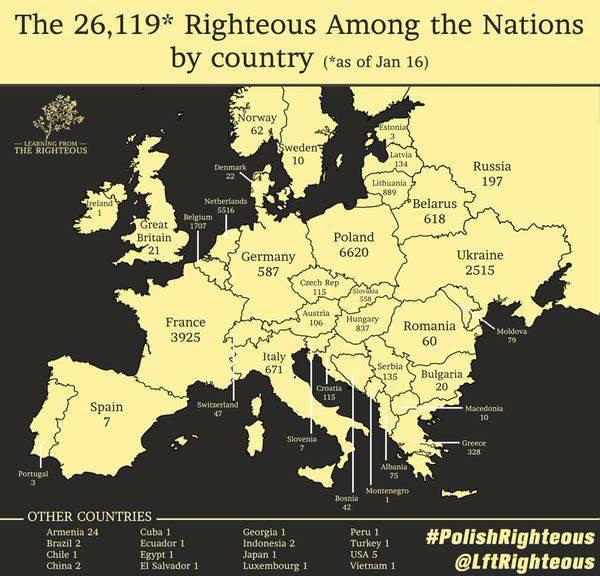 The 26,119* Righteous Among the Nations
by country (*as of Jan 16)
LEARNING FROM
THE RIGHTEOUS
Norway
62
Sweden
10
Estonia
3
Latvia
134
Lithuania
889
Russia
197
Denmark
22
Ireland
1
Great
Britain
21
Netherlands
5516
Belgium
1707
Belarus
618
Germany
587
Poland
6620
Ukraine
2515
Czech Rep
115
Slovakia
558
Austria
106
Hungary
837
France
3925
Romania
60
Moldova
79
Italy
671
Serbia
135
Bulgaria
20
Spain
7
Switzerland
47
Croatia
115
Macedonia
10
Slovenia
7
Greece
328
Albania
75
Portugal
3
Bosnia
42
Montenegro
1
OTHER COUNTRIES
Armenia 24
Brazil 2
Chile 1
China 2
Cuba 1
Ecuador 1
Egypt 1
El Salvador 1
Georgia 1
Indonesia 2
Japan 1
Luxembourg 1
Peru 1
Turkey 1
USA 5
Vietnam 1
#PolishRighteous
@LftRighteous